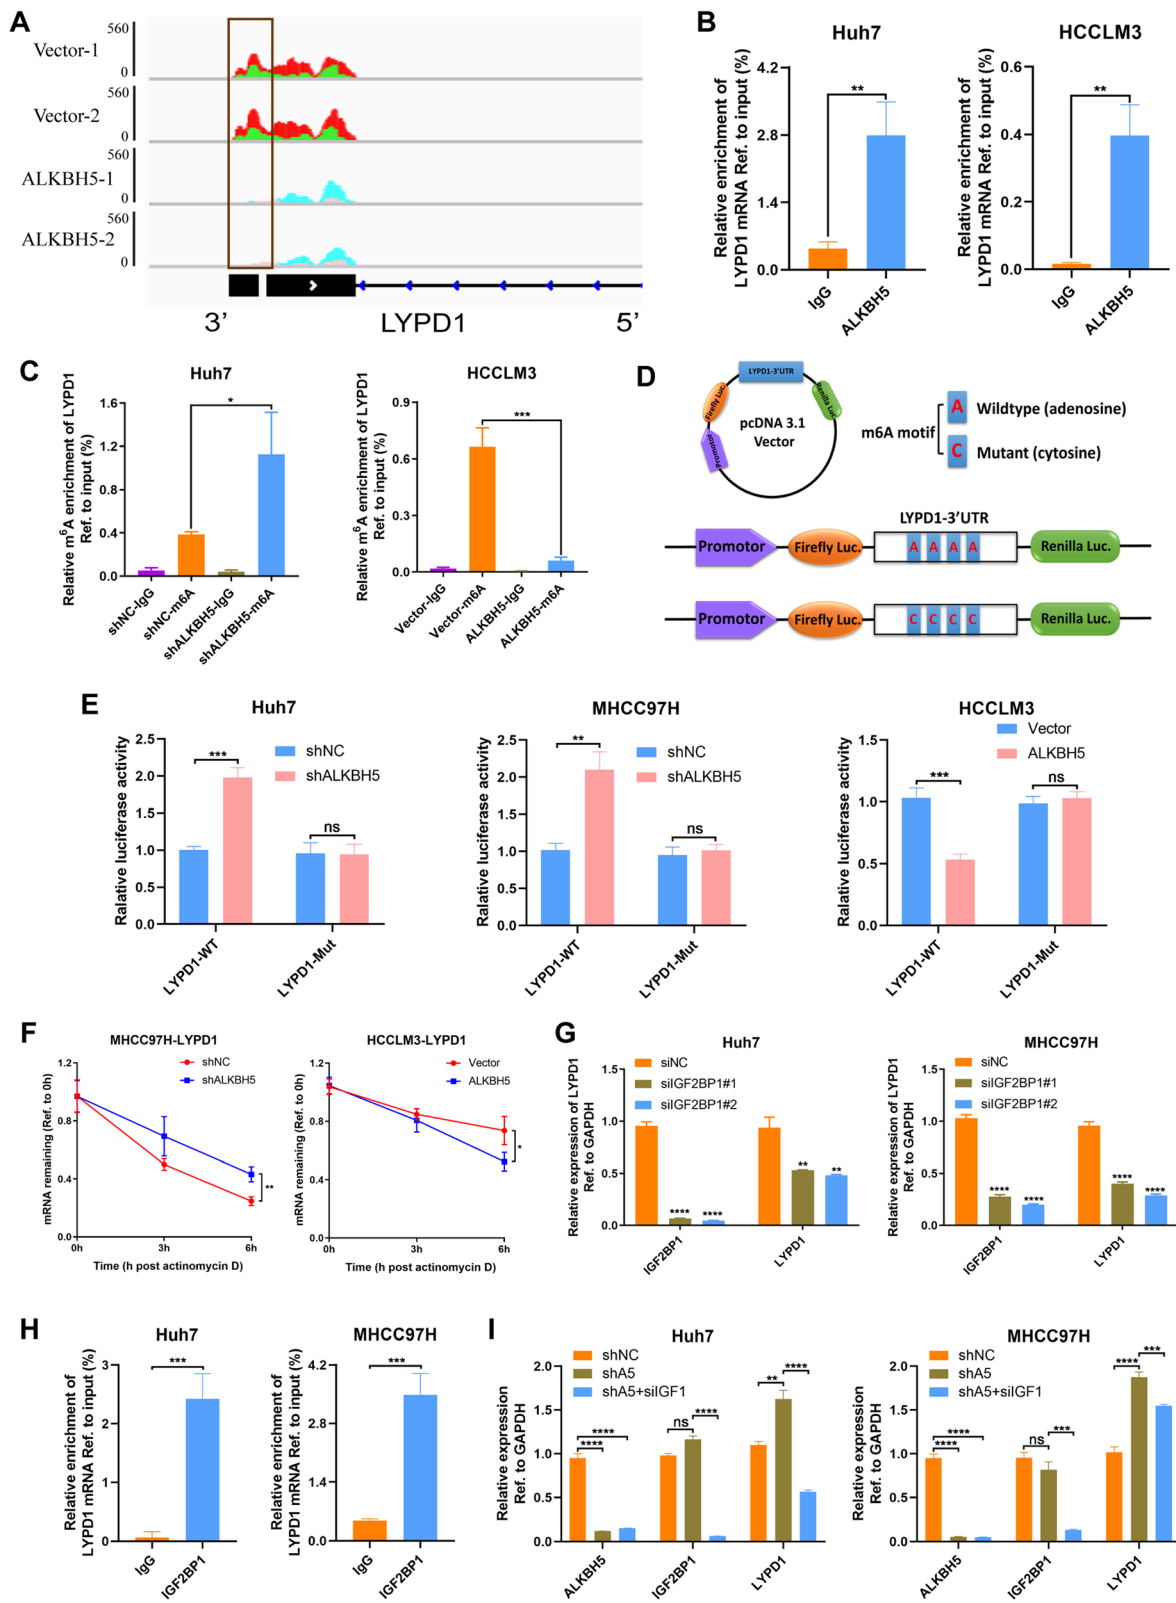 A
560
Vector-1
0
560
Vector-2
0
560
ALKBH5-1
0
560
ALKBH5-2
0
3’
LYPD1
5’
B
Huh7
Relative enrichment of
LYPD1 mRNA Ref. to input (%)
4.2
2.8
1.4
0.0
**
IgG
ALKBH5
HCCLM3
Relative enrichment of
LYPD1 mRNA Ref. to input (%)
0.6
0.4
0.2
0.0
**
IgG
ALKBH5
C
Huh7
Relative m6A enrichment of LYPD1
Ref. to input (%)
1.6
1.2
0.8
0.4
0.0
*
shNC-IgG
shNC-m6A
shALKBH5-IgG
shALKBH5-m6A
HCCLM3
Relative m6A enrichment of LYPD1
Ref. to input (%)
0.9
0.6
0.3
0.0
***
Vector-IgG
Vector-m6A
ALKBH5-IgG
ALKBH5-m6A
D
LYPD1-3’UTR
Firefly Luc.
Renilla Luc.
Promotor
pcDNA 3.1
Vector
m6A motif
A Wildtype (adenosine)
C Mutant (cytosine)
LYPD1-3’UTR
Promotor Firefly Luc. A A A A Renilla Luc.
Promotor Firefly Luc. C C C C Renilla Luc.
E
Huh7
Ralative luciferase activity
2.5
2.0
1.5
1.0
0.5
0.0
shNC
shALKBH5
***
ns
LYPD1-WT
LYPD1-Mut
MHCC97H
Ralative luciferase activity
2.5
2.0
1.5
1.0
0.5
0.0
shNC
shALKBH5
**
ns
LYPD1-WT
LYPD1-Mut
HCCLM3
Ralative luciferase activity
1.5
1.0
0.5
0.0
Vector
ALKBH5
***
ns
LYPD1-WT
LYPD1-Mut
F
MHCC97H-LYPD1
mRNA remaining (Ref. to 0h)
1.2
0.8
0.4
0.0
shNC
shALKBH5
**
0h 3h 6h
Time (h post actinomycin D)
HCCLM3-LYPD1
mRNA remaining (Ref. to 0h)
1.2
0.8
0.4
0.0
Vector
ALKBH5
*
0h 3h 6h
Time (h post actinomycin D)
G
Huh7
Relative expression of LYPD1
Ref. to GAPDH
1.5
1.0
0.5
0.0
siNC
siIGF2BP1#1
siIGF2BP1#2
**** ****
** **
IGF2BP1
LYPD1
MHCC97H
Relative expression of LYPD1
Ref. to GAPDH
1.5
1.0
0.5
0.0
siNC
siIGF2BP1#1
siIGF2BP1#2
**** ****
**** ****
IGF2BP1
LYPD1
H
Huh7
Relative enrichment of
LYPD1 mRNA Ref. to input (%)
3
2
1
0
***
IgG
IGF2BP1
MHCC97H
Relative enrichment of
LYPD1 mRNA Ref. to input (%)
4.2
2.8
1.4
0.0
***
IgG
IGF2BP1
I
Huh7
Relative expression
Ref. to GAPDH
2.0
1.5
1.0
0.5
0.0
shNC
shA5
shA5+siIGF1
****
****
ns ****
** ****
ALKBH5
IGF2BP1
LYPD1
MHCC97H
Relative expression
Ref. to GAPDH
2.0
1.5
1.0
0.5
0.0
shNC
shA5
shA5+siIGF1
****
****
ns ***
**** ***
ALKBH5
IGF2BP1
LYPD1